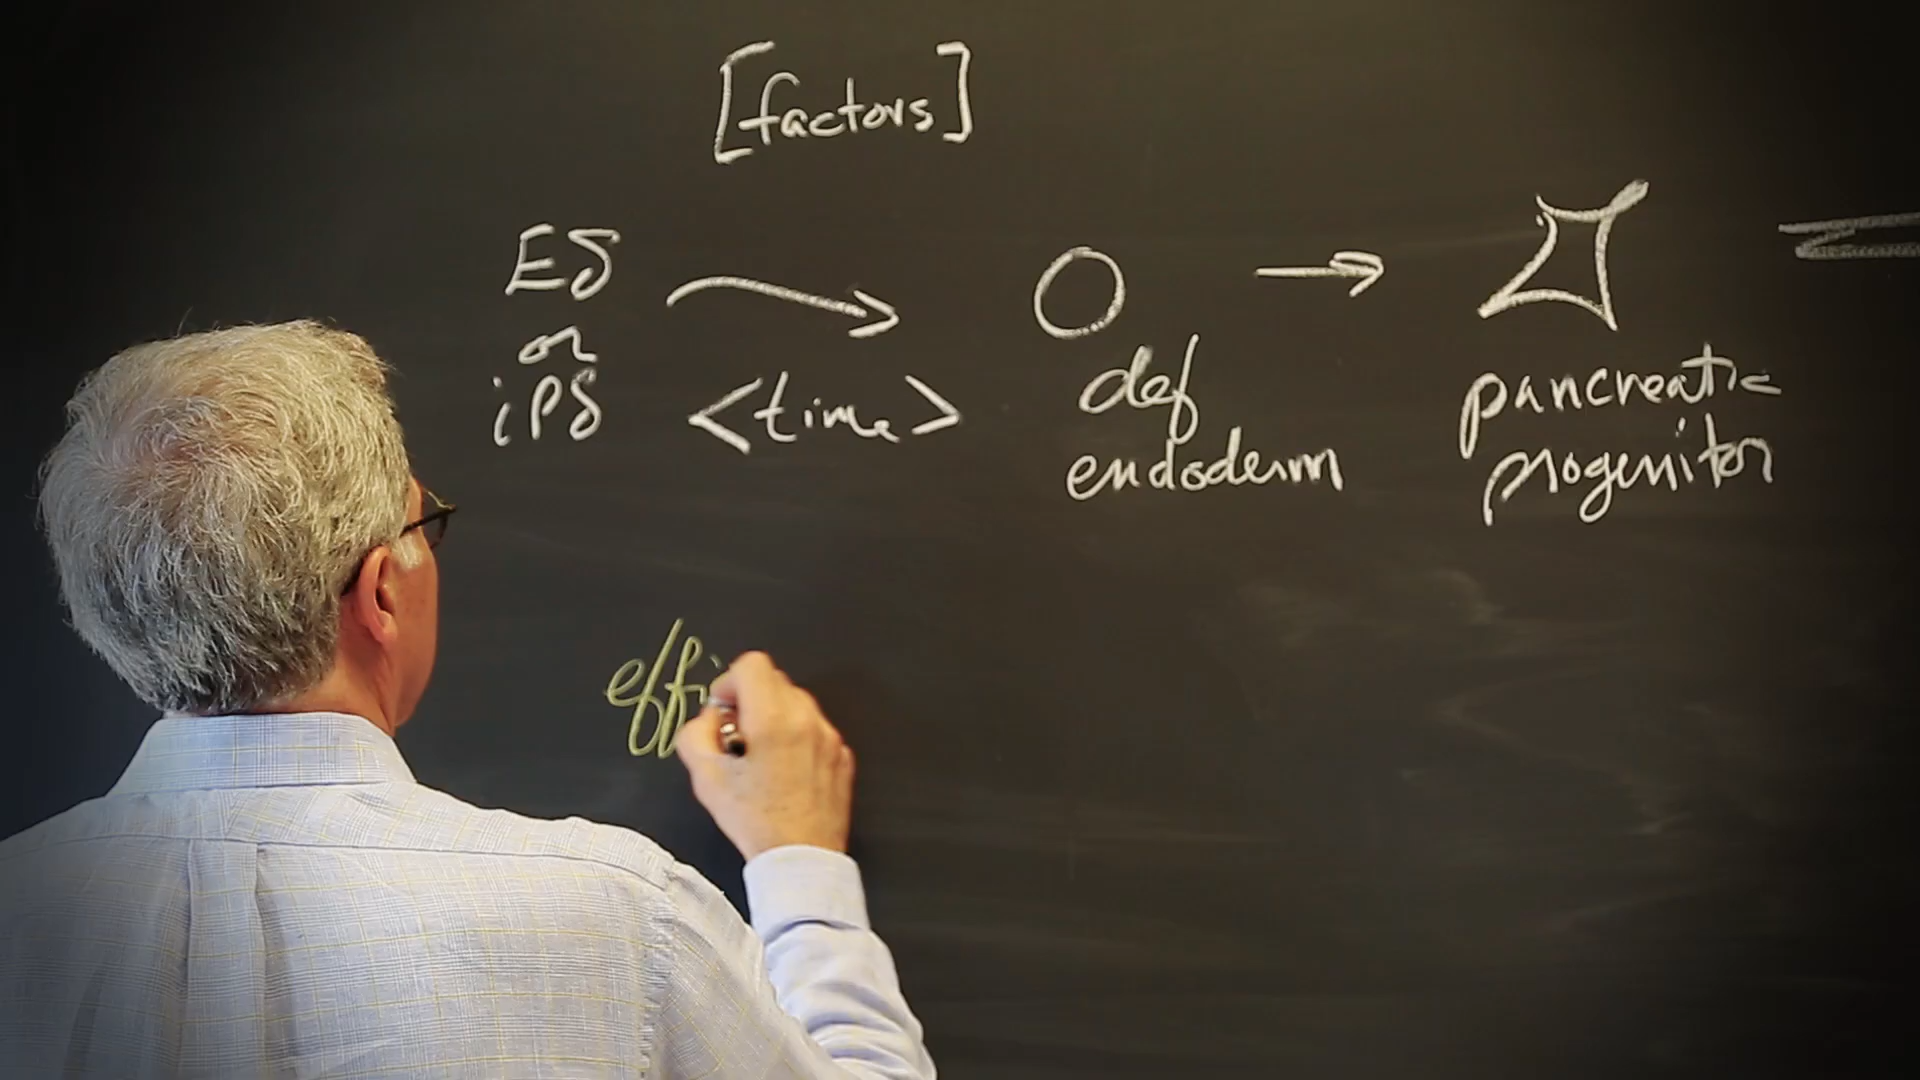 [factors]
ES
or
iPS
<time>
def
endoderm
pancreatic
progenitor
effi